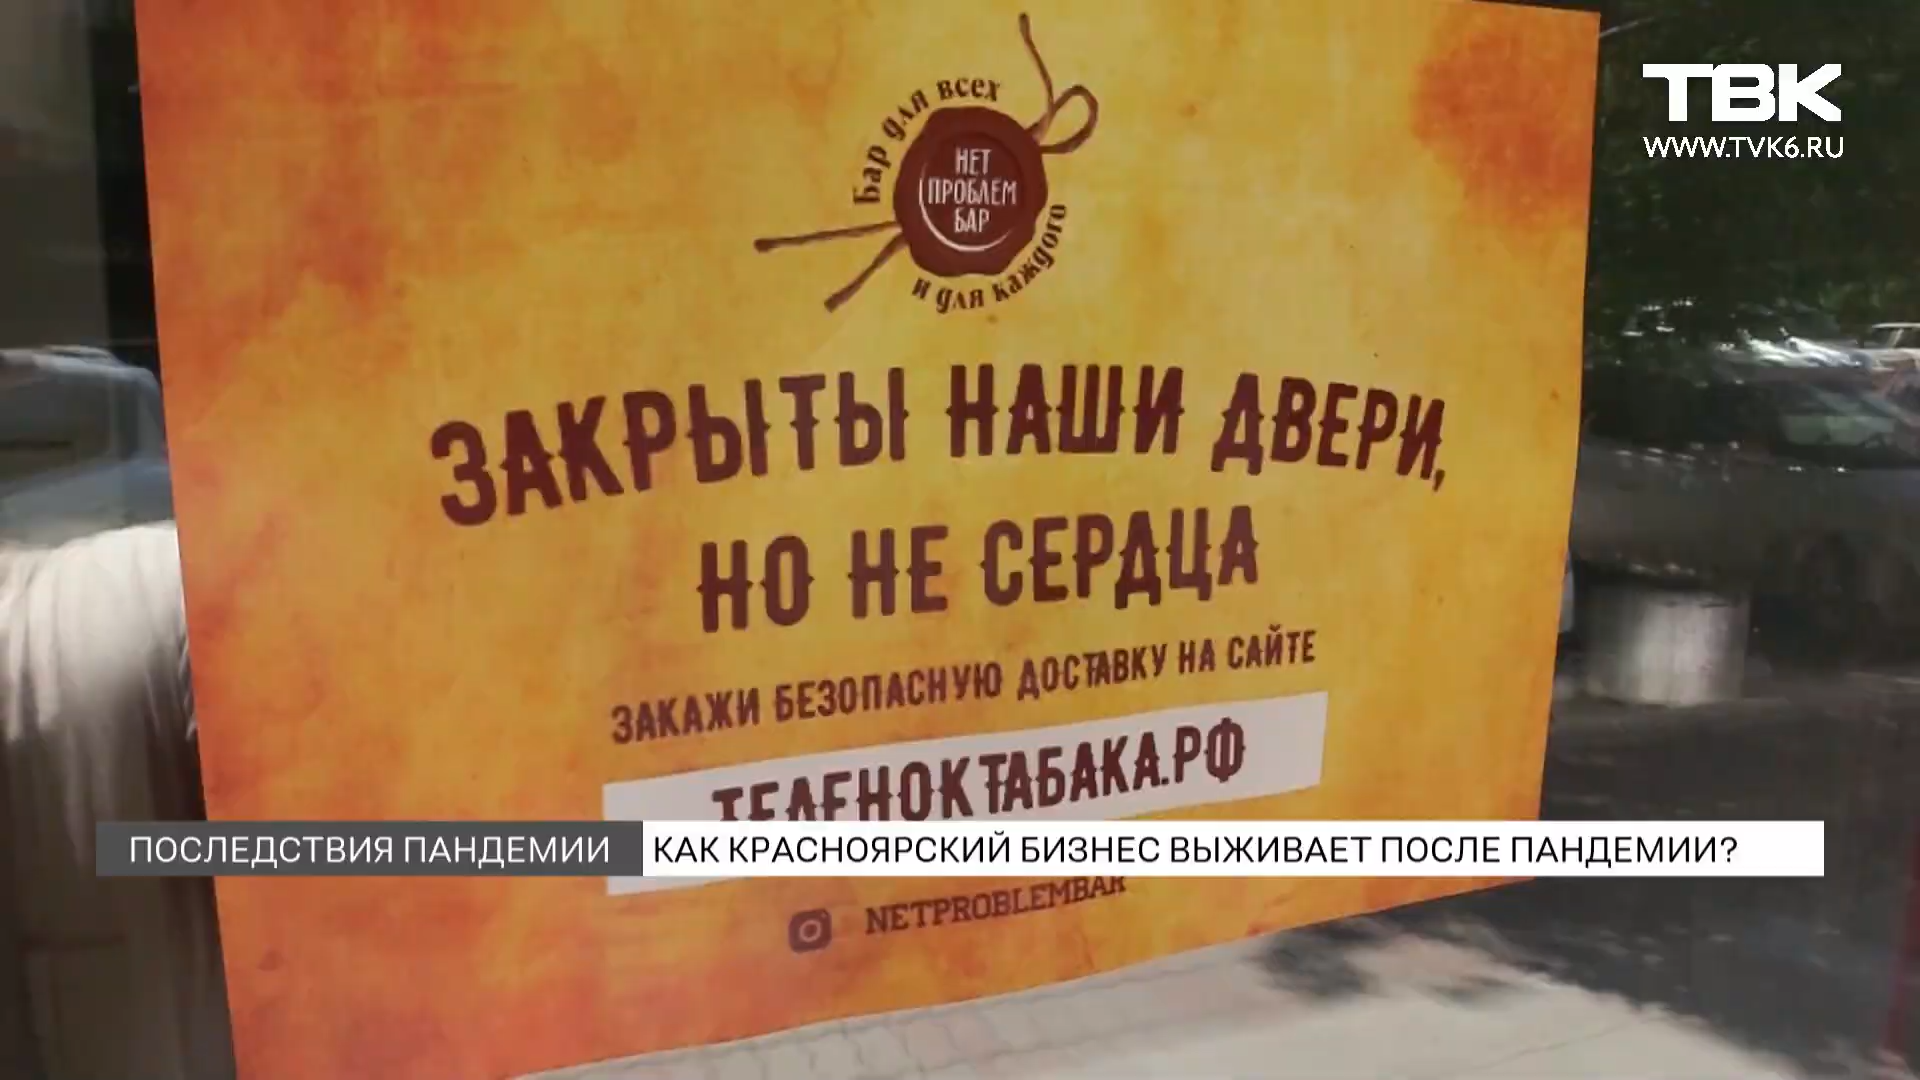 ТВК
WWW.TVK6.RU
Бар для всех
НЕТ
ПРОБЛЕМ
БАР
и для каждого
ЗАКРЫТЫ НАШИ ДВЕРИ,
НО НЕ СЕРДЦА
ЗАКАЖИ БЕЗОПАСНУЮ ДОСТАВКУ НА САЙТЕ
ТЕЛЕНОКТАБАКА.РФ
ПОСЛЕДСТВИЯ ПАНДЕМИИ
КАК КРАСНОЯРСКИЙ БИЗНЕС ВЫЖИВАЕТ ПОСЛЕ ПАНДЕМИИ?
NETPROBLEMBAR